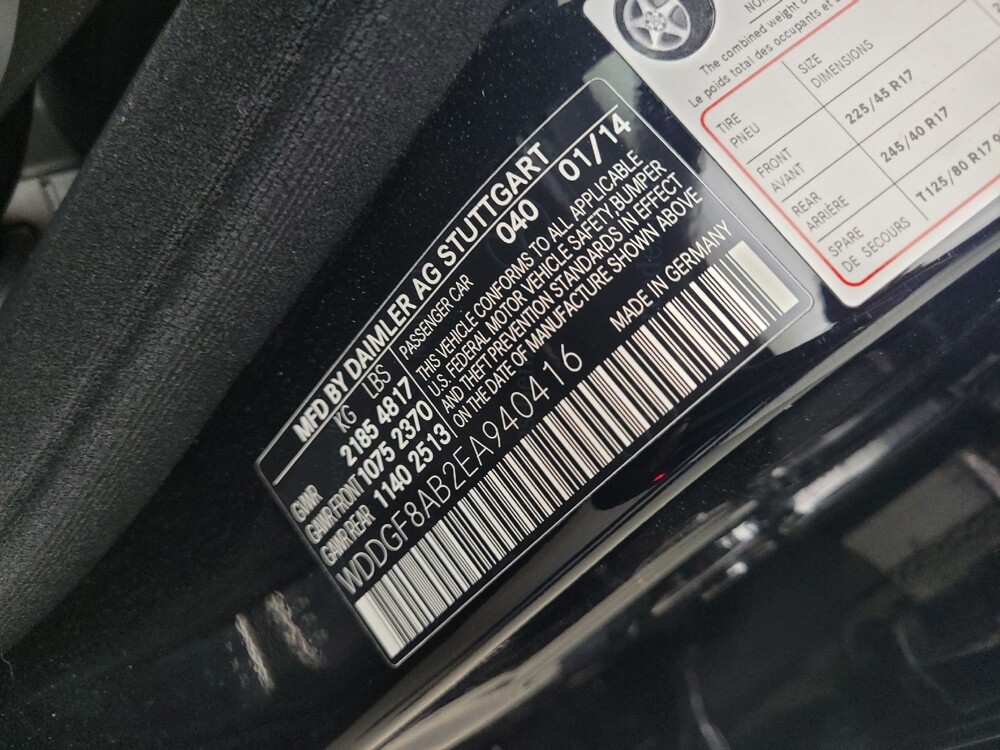 MFD BY DAIMLER AG STUTTGART
040 01/14
KG LBS
GWR 2185 4817
GAWR FRONT 1075 2370
GAWR REAR 1140 2513
PASSENGER CAR
THIS VEHICLE CONFORMS TO ALL APPLICABLE
U.S. FEDERAL MOTOR VEHICLE SAFETY, BUMPER
AND THEFT PREVENTION STANDARDS IN EFFECT
ON THE DATE OF MANUFACTURE SHOWN ABOVE
MADE IN GERMANY
WDDGF8AB2EA940416
The combined weight
Le poids total des occupants et
TIRE SIZE
PNEU DIMENSIONS
FRONT 225/45 R17
AVANT
REAR 245/40 R17
ARRIÈRE
SPARE T125/80 R17
DE SECOURS